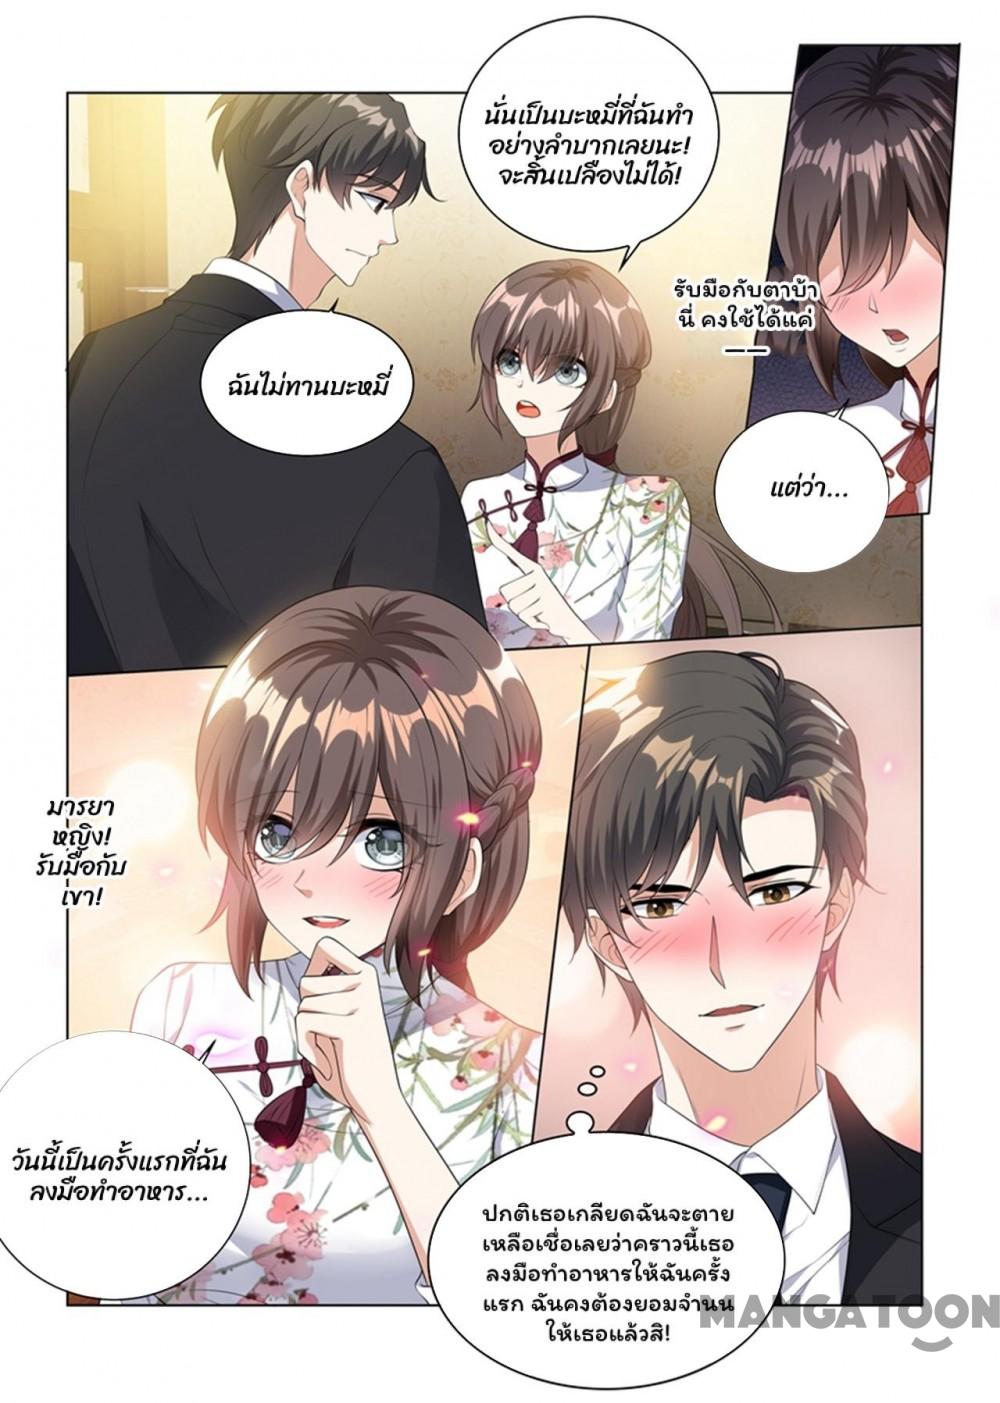 นั่นเป็นบะหมี่ที่ฉันทำ
อย่างลำบากเลยนะ!
จะสิ้นเปลืองไม่ได้!
ฉันไม่ทานบะหมี่
รับมือกับตาบ้า
นี่ คงใช้ได้แค่
——
แต่ว่า...
มารยา
หญิง!
รับมือกับ
เขา!
วันนี้เป็นครั้งแรกที่ฉัน
ลงมือทำอาหาร...
ปกติเธอเกลียดฉันจะตาย
เหลือเชื่อเลยว่าคราวนี้เธอ
ลงมือทำอาหารให้ฉันครั้ง
แรก ฉันคงต้องยอมจำนน
ให้เธอแล้วสิ!
MANGATOON